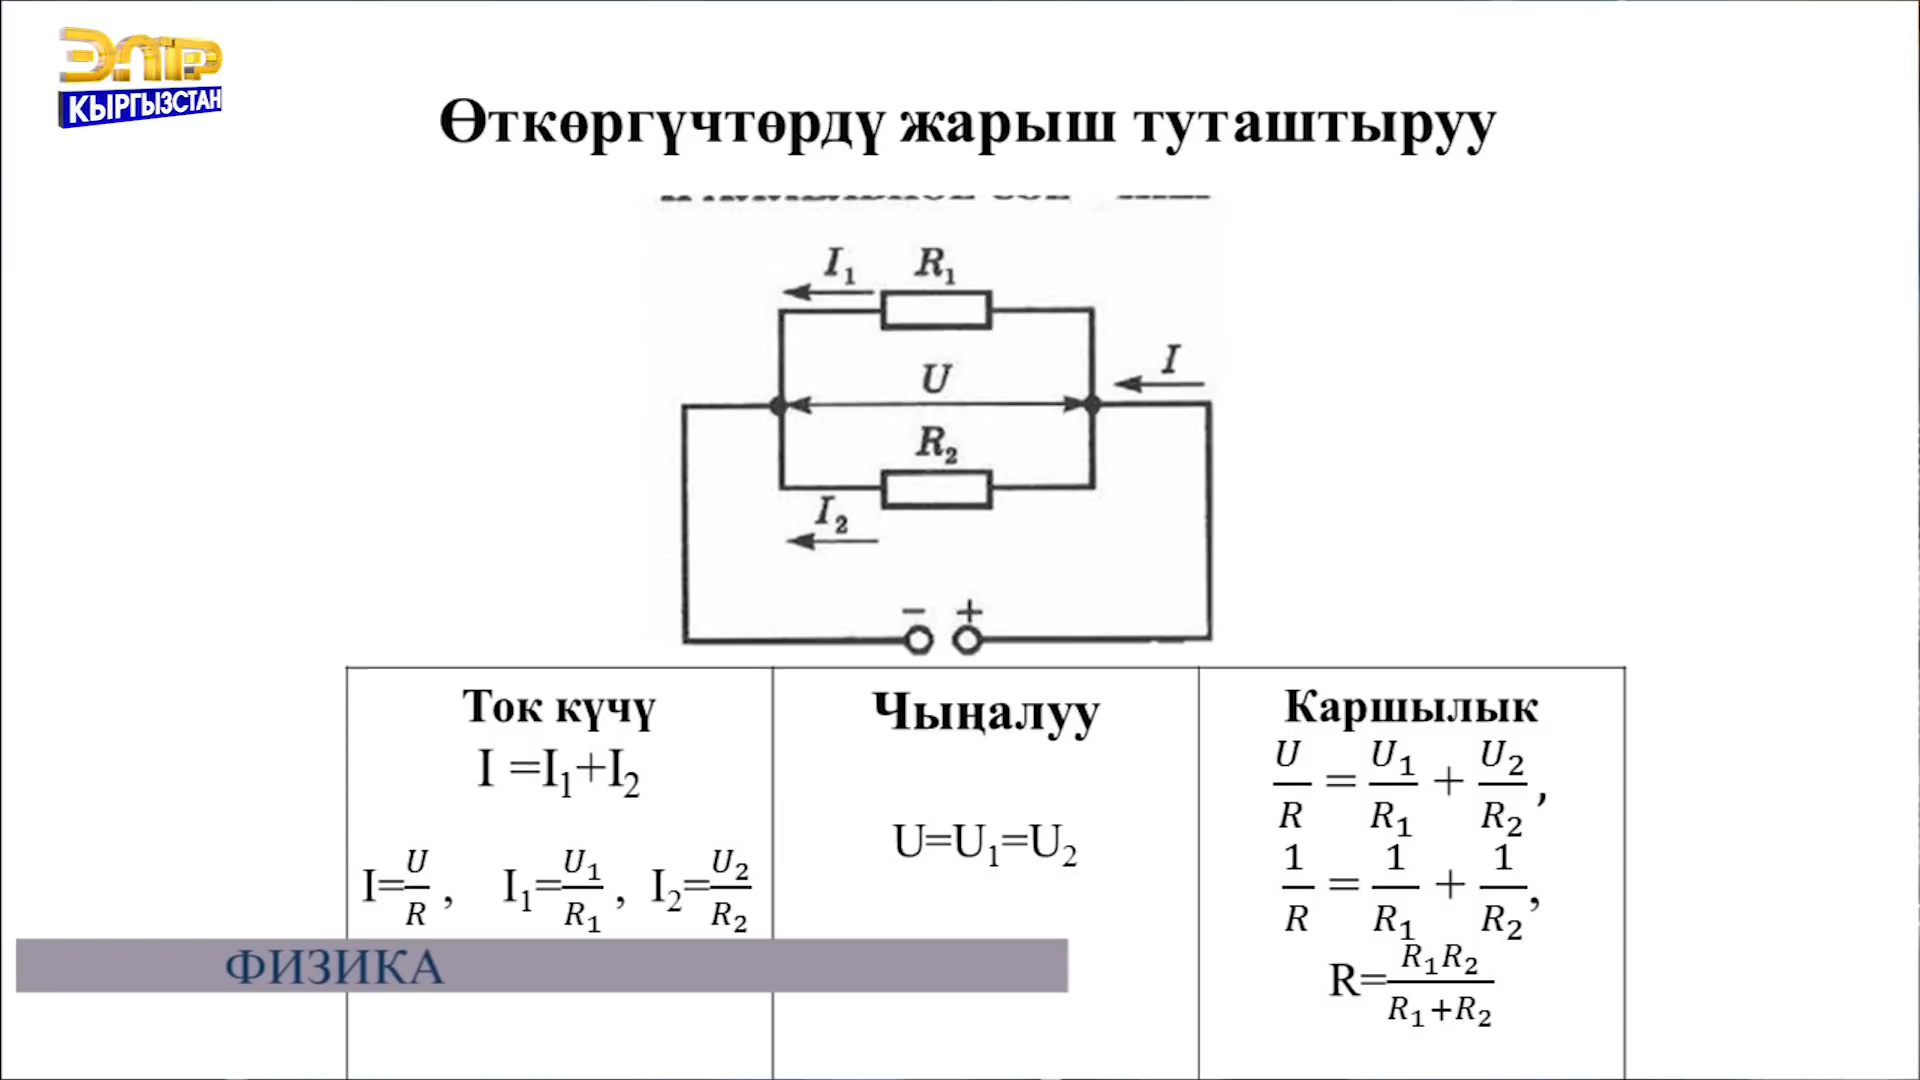 ЭЛТР
КЫРГЫЗСТАН
Өткөргүчтөрдү жарыш туташтыруу
I₁ R₁
I
U
R₂
I₂
− +
Ток күчү
I =I₁+I₂
I=U/R , I₁=U₁/R₁ , I₂=U₂/R₂
Чыңалуу
U=U₁=U₂
Каршылык
U/R = U₁/R₁ + U₂/R₂,
1/R = 1/R₁ + 1/R₂,
R=R₁R₂/(R₁+R₂)
ФИЗИКА